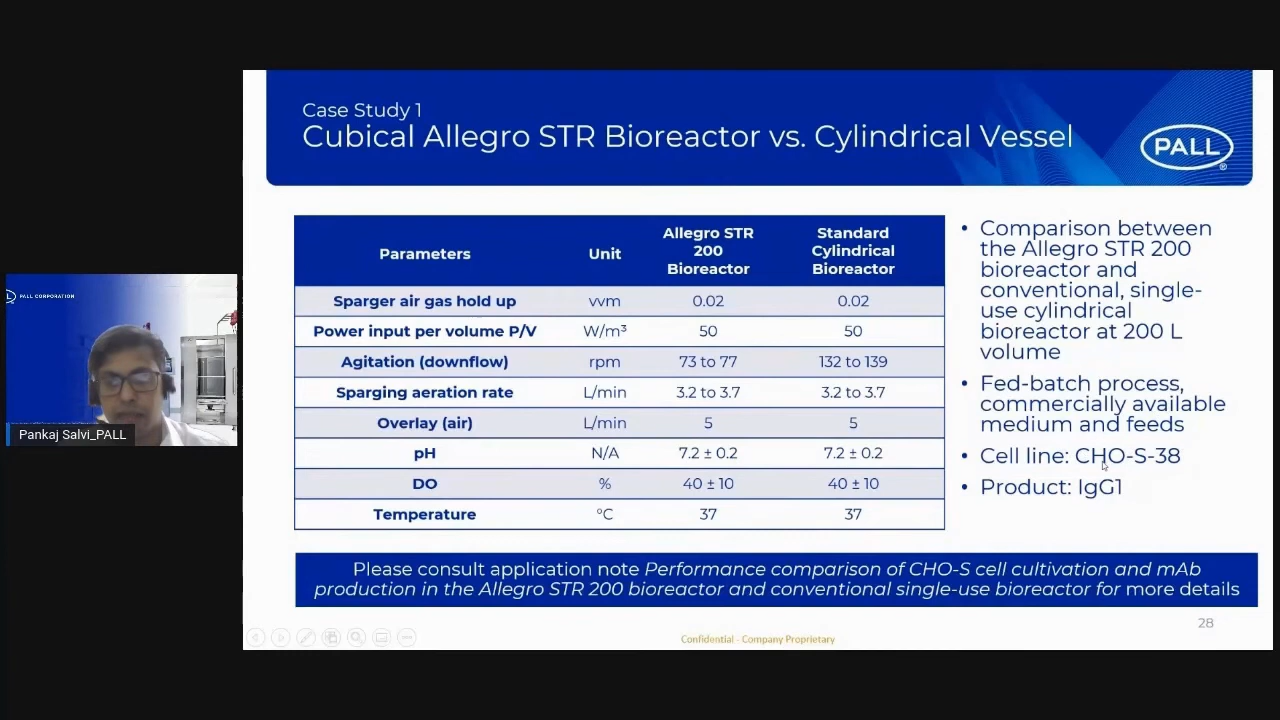 Case Study 1
Cubical Allegro STR Bioreactor vs. Cylindrical Vessel
PALL
®
Parameters Unit Allegro STR 200 Bioreactor Standard Cylindrical Bioreactor
Sparger air gas hold up vvm 0.02 0.02
Power input per volume P/V W/m³ 50 50
Agitation (downflow) rpm 73 to 77 132 to 139
Sparging aeration rate L/min 3.2 to 3.7 3.2 to 3.7
Overlay (air) L/min 5 5
pH N/A 7.2 ± 0.2 7.2 ± 0.2
DO % 40 ± 10 40 ± 10
Temperature °C 37 37
• Comparison between
the Allegro STR 200
bioreactor and
conventional, single-
use cylindrical
bioreactor at 200 L
volume
• Fed-batch process,
commercially available
medium and feeds
• Cell line: CHO-S-38
• Product: IgG1
Please consult application note Performance comparison of CHO-S cell cultivation and mAb
production in the Allegro STR 200 bioreactor and conventional single-use bioreactor for more details
28
Confidential - Company Proprietary
PALL CORPORATION
Pankaj Salvi_PALL